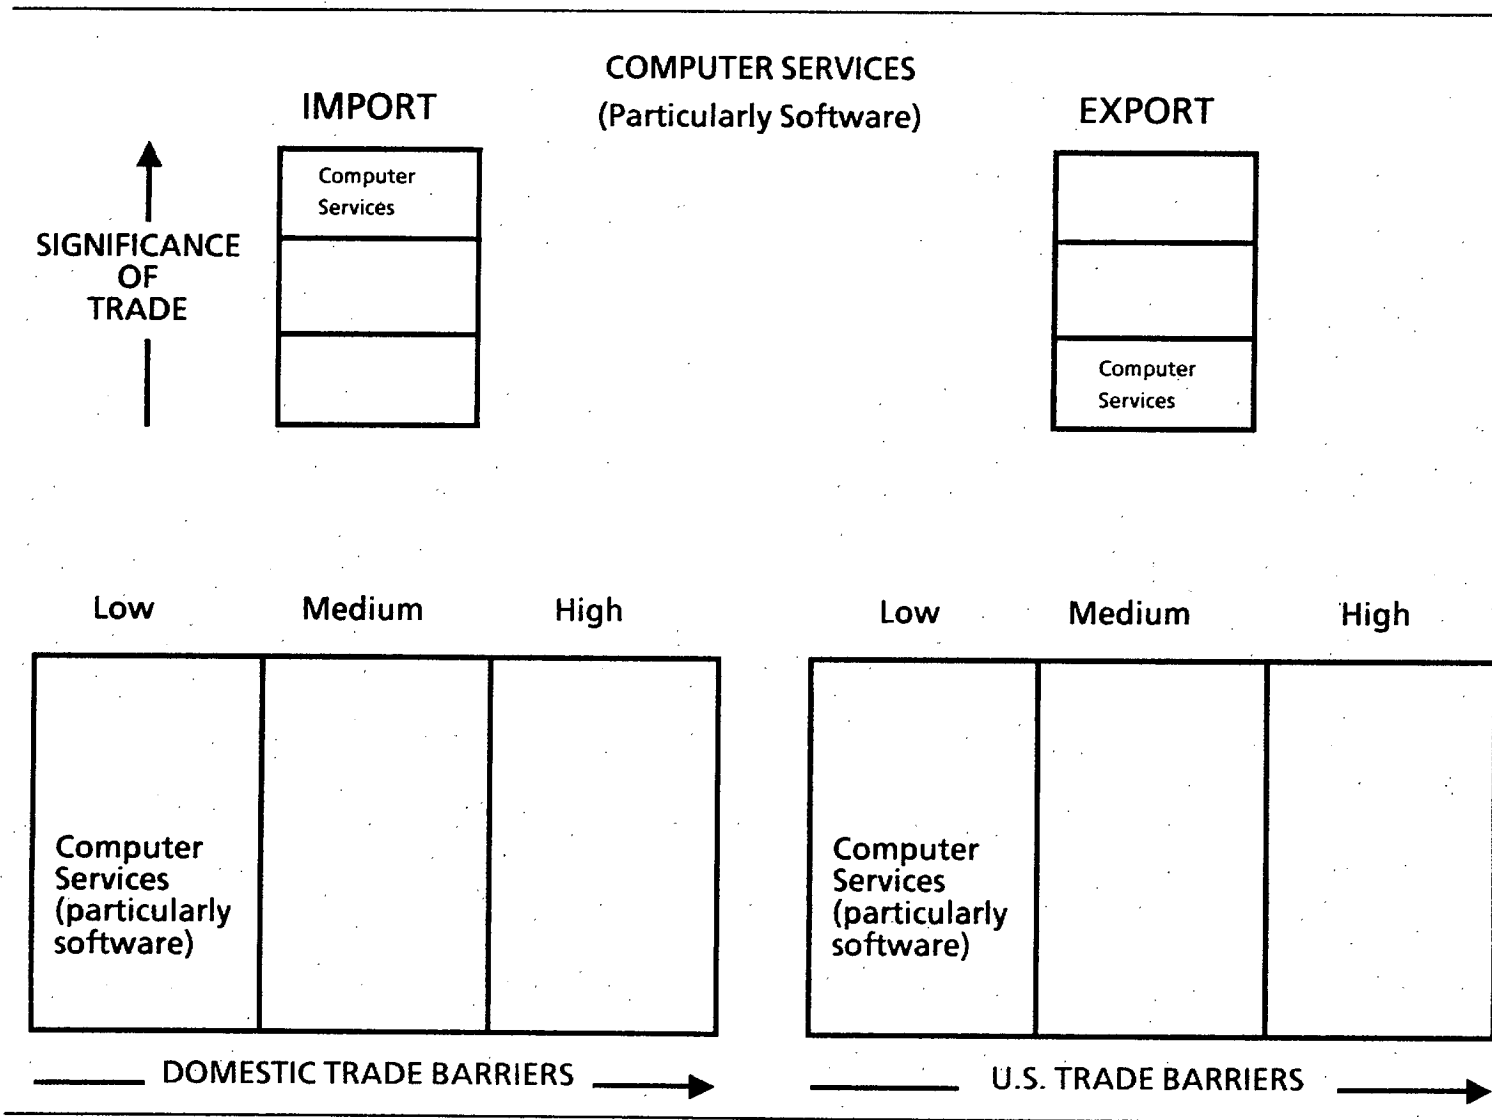 COMPUTER SERVICES
(Particularly Software)
IMPORT
EXPORT
SIGNIFICANCE
OF
TRADE
Computer
Services
Computer
Services
Low
Medium
High
Low
Medium
High
Computer
Services
(particularly
software)
Computer
Services
(particularly
software)
DOMESTIC TRADE BARRIERS
U.S. TRADE BARRIERS